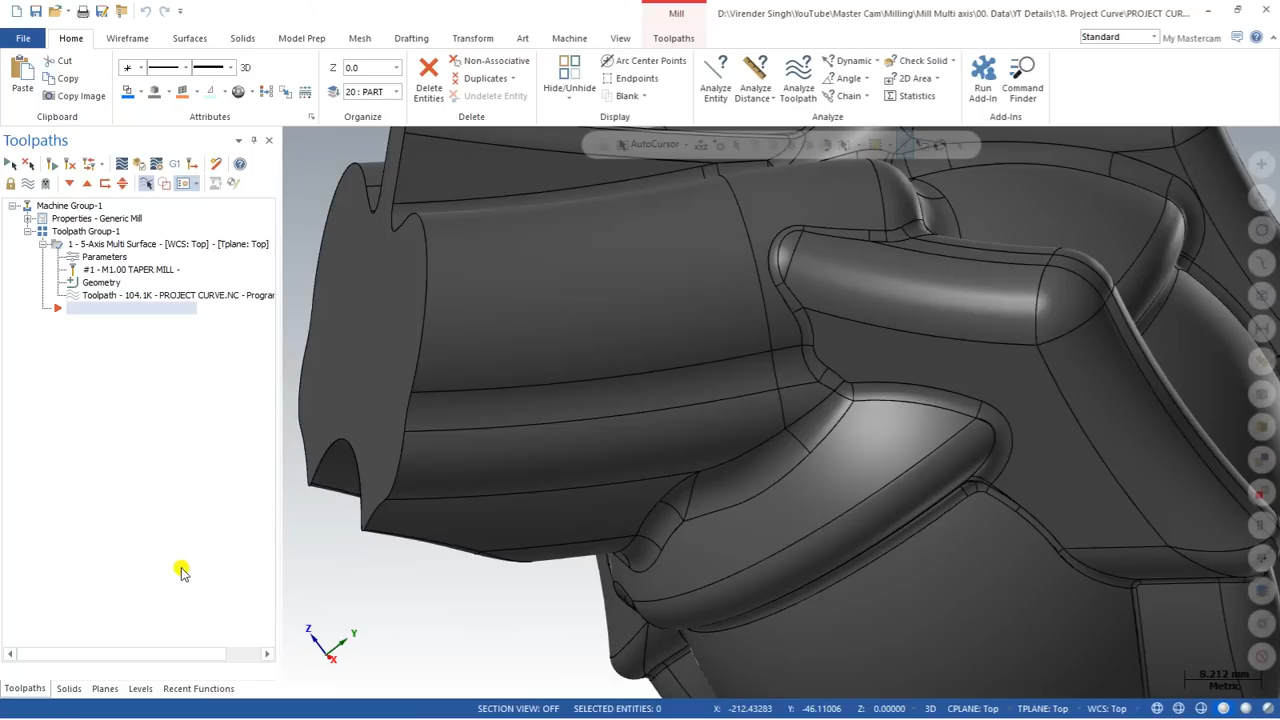 Mill
D:\Virender Singh\YouTube\Master Cam\Milling\Mill Multi axis\00. Data\YT Details\18. Project Curve\PROJECT CUR...
File Home Wireframe Surfaces Solids Model Prep Mesh Drafting Transform Art Machine View Toolpaths
Standard My Mastercam
Paste
Cut
Copy
Copy Image
Clipboard
3D
Attributes
Z 0.0
20 : PART
Organize
Delete Entities
Non-Associative
Duplicates
Undelete Entity
Delete
Hide/Unhide
Arc Center Points
Endpoints
Blank
Display
Analyze Entity
Analyze Distance
Analyze Toolpath
Dynamic
Angle
Chain
Check Solid
2D Area
Statistics
Analyze
Run Add-In
Command Finder
Add-Ins
Toolpaths
G1
AutoCursor
Machine Group-1
Properties - Generic Mill
Toolpath Group-1
1 - 5-Axis Multi Surface - [WCS: Top] - [Tplane: Top]
Parameters
#1 - M1.00 TAPER MILL -
Geometry
Toolpath - 104.1K - PROJECT CURVE.NC - Progra
Z
Y
X
8.212 mm
Metric
Toolpaths Solids Planes Levels Recent Functions
SECTION VIEW: OFF SELECTED ENTITIES: 0 X: -212.43283 Y: -46.11006 Z: 0.00000 3D CPLANE: Top TPLANE: Top WCS: Top